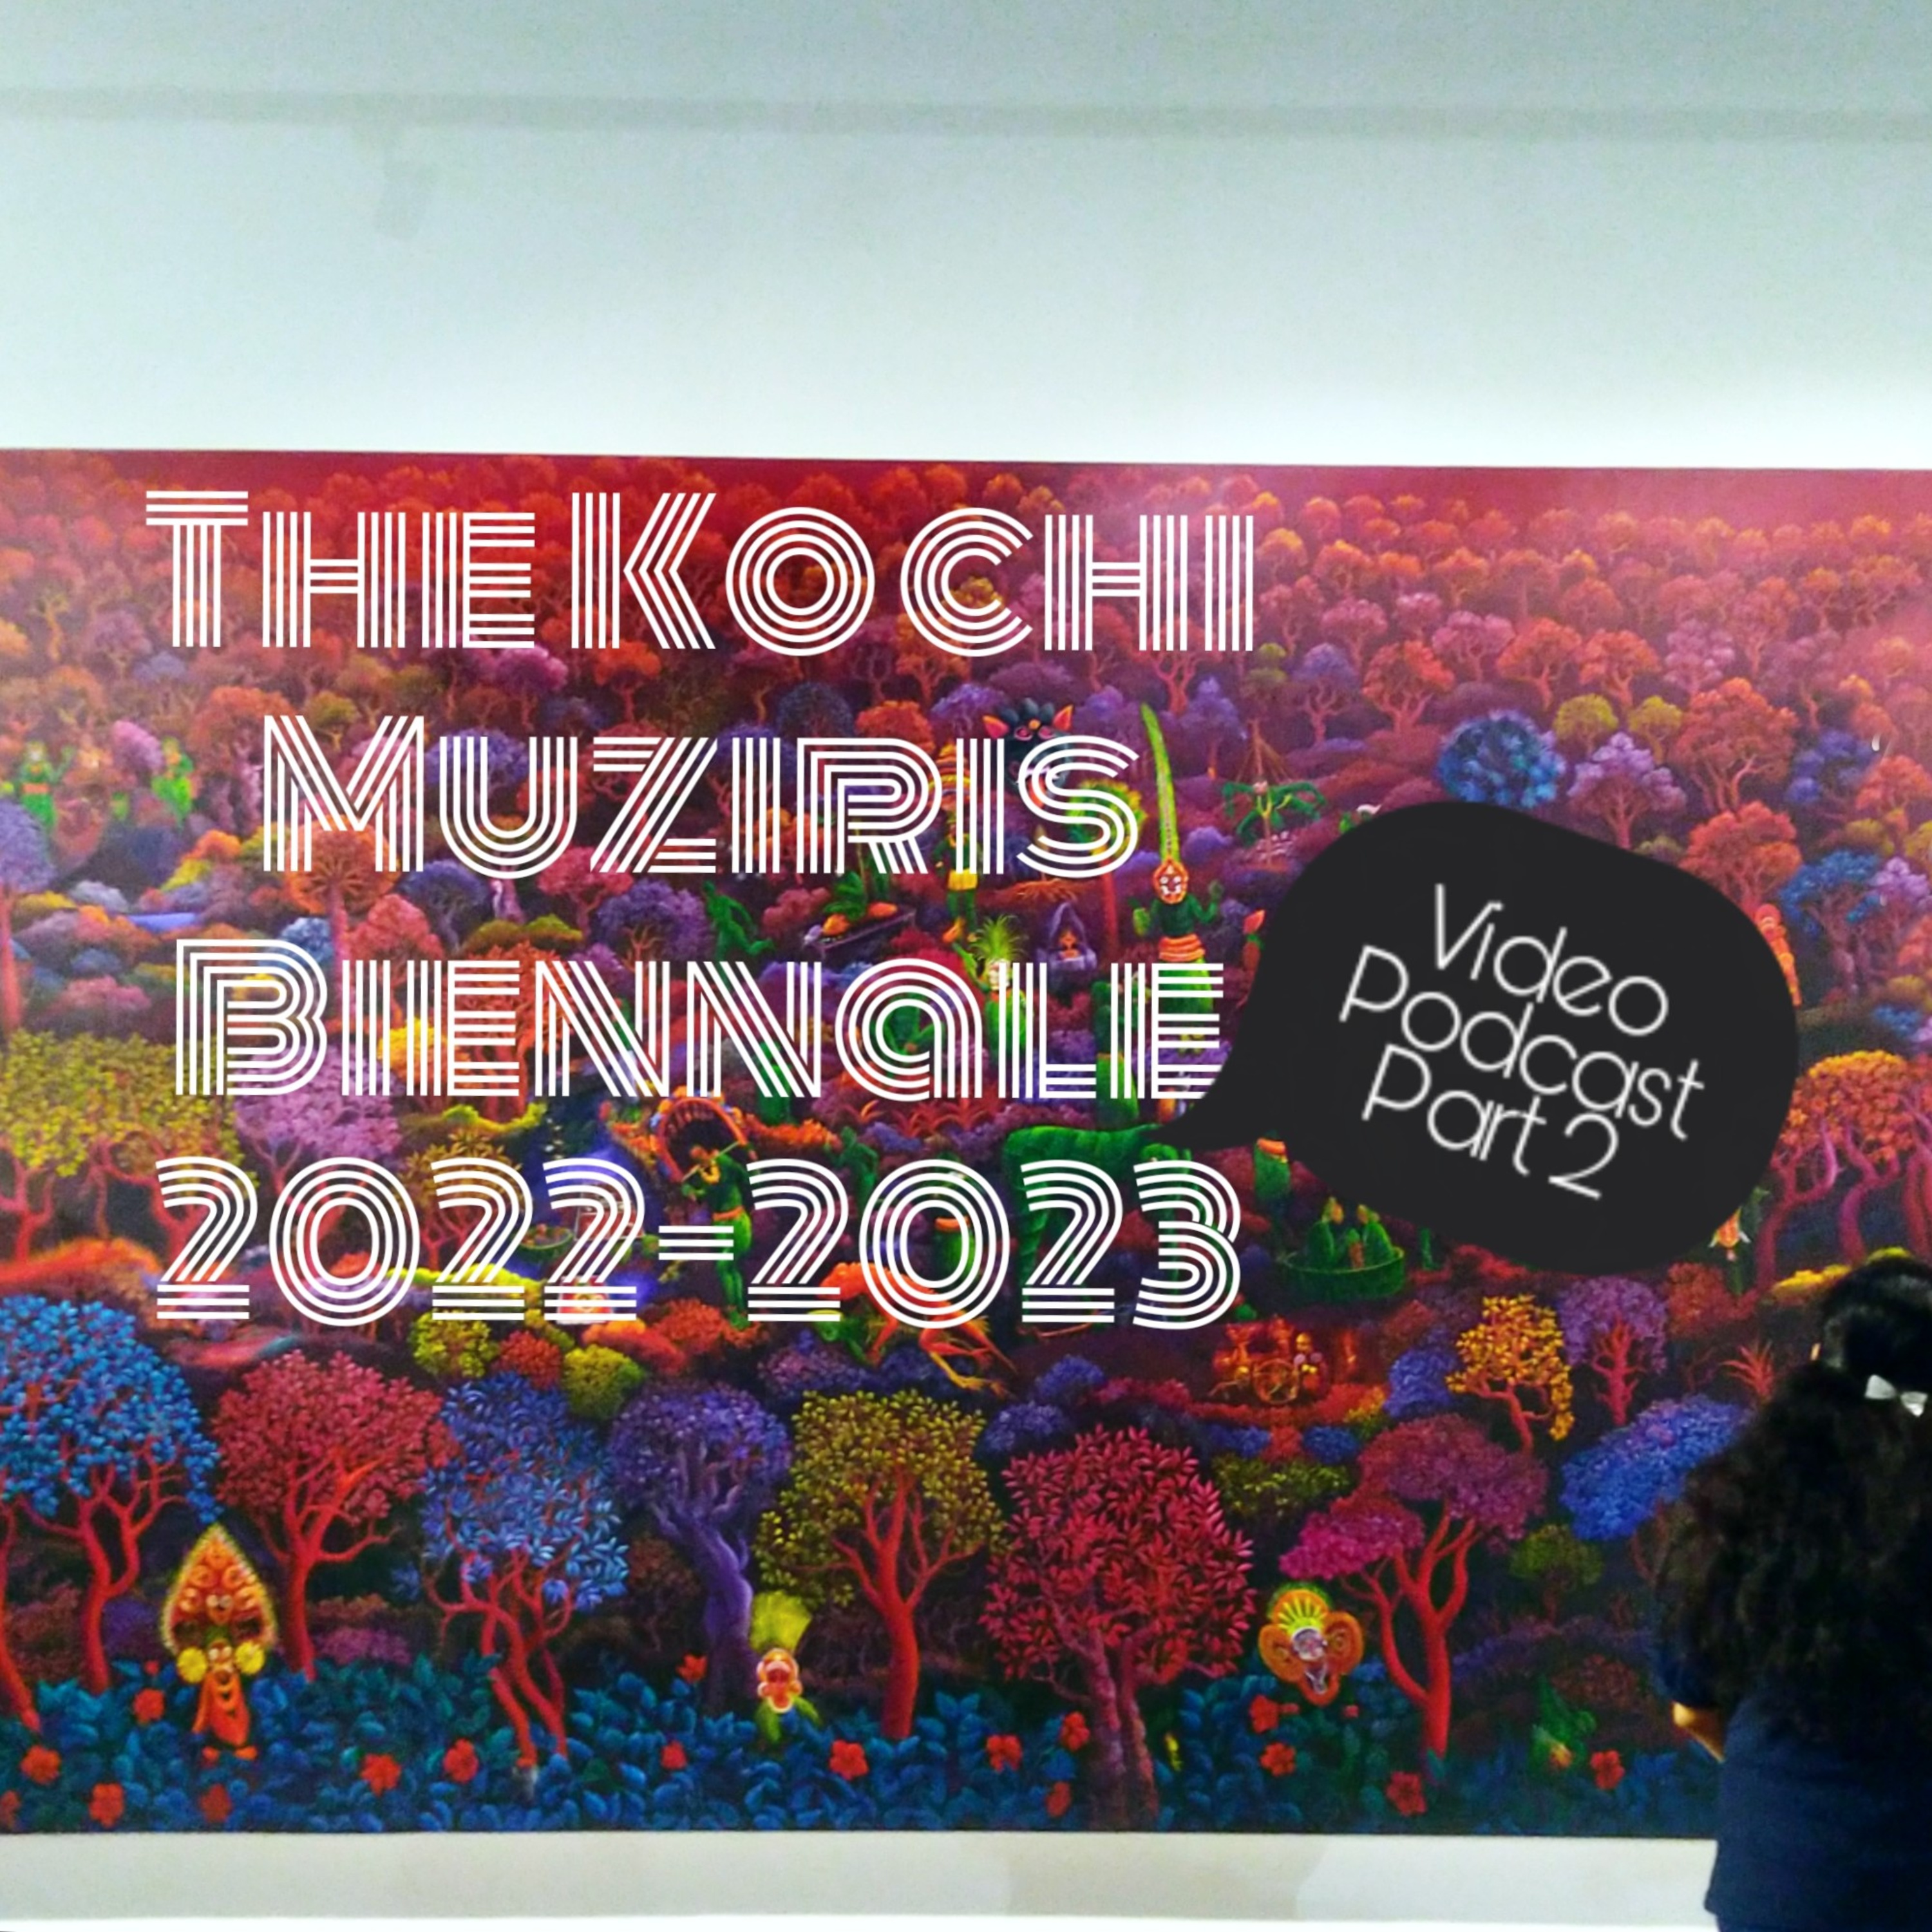 The Kochi
Muziris
Biennale
2022-2023
Video
Podcast
Part 2